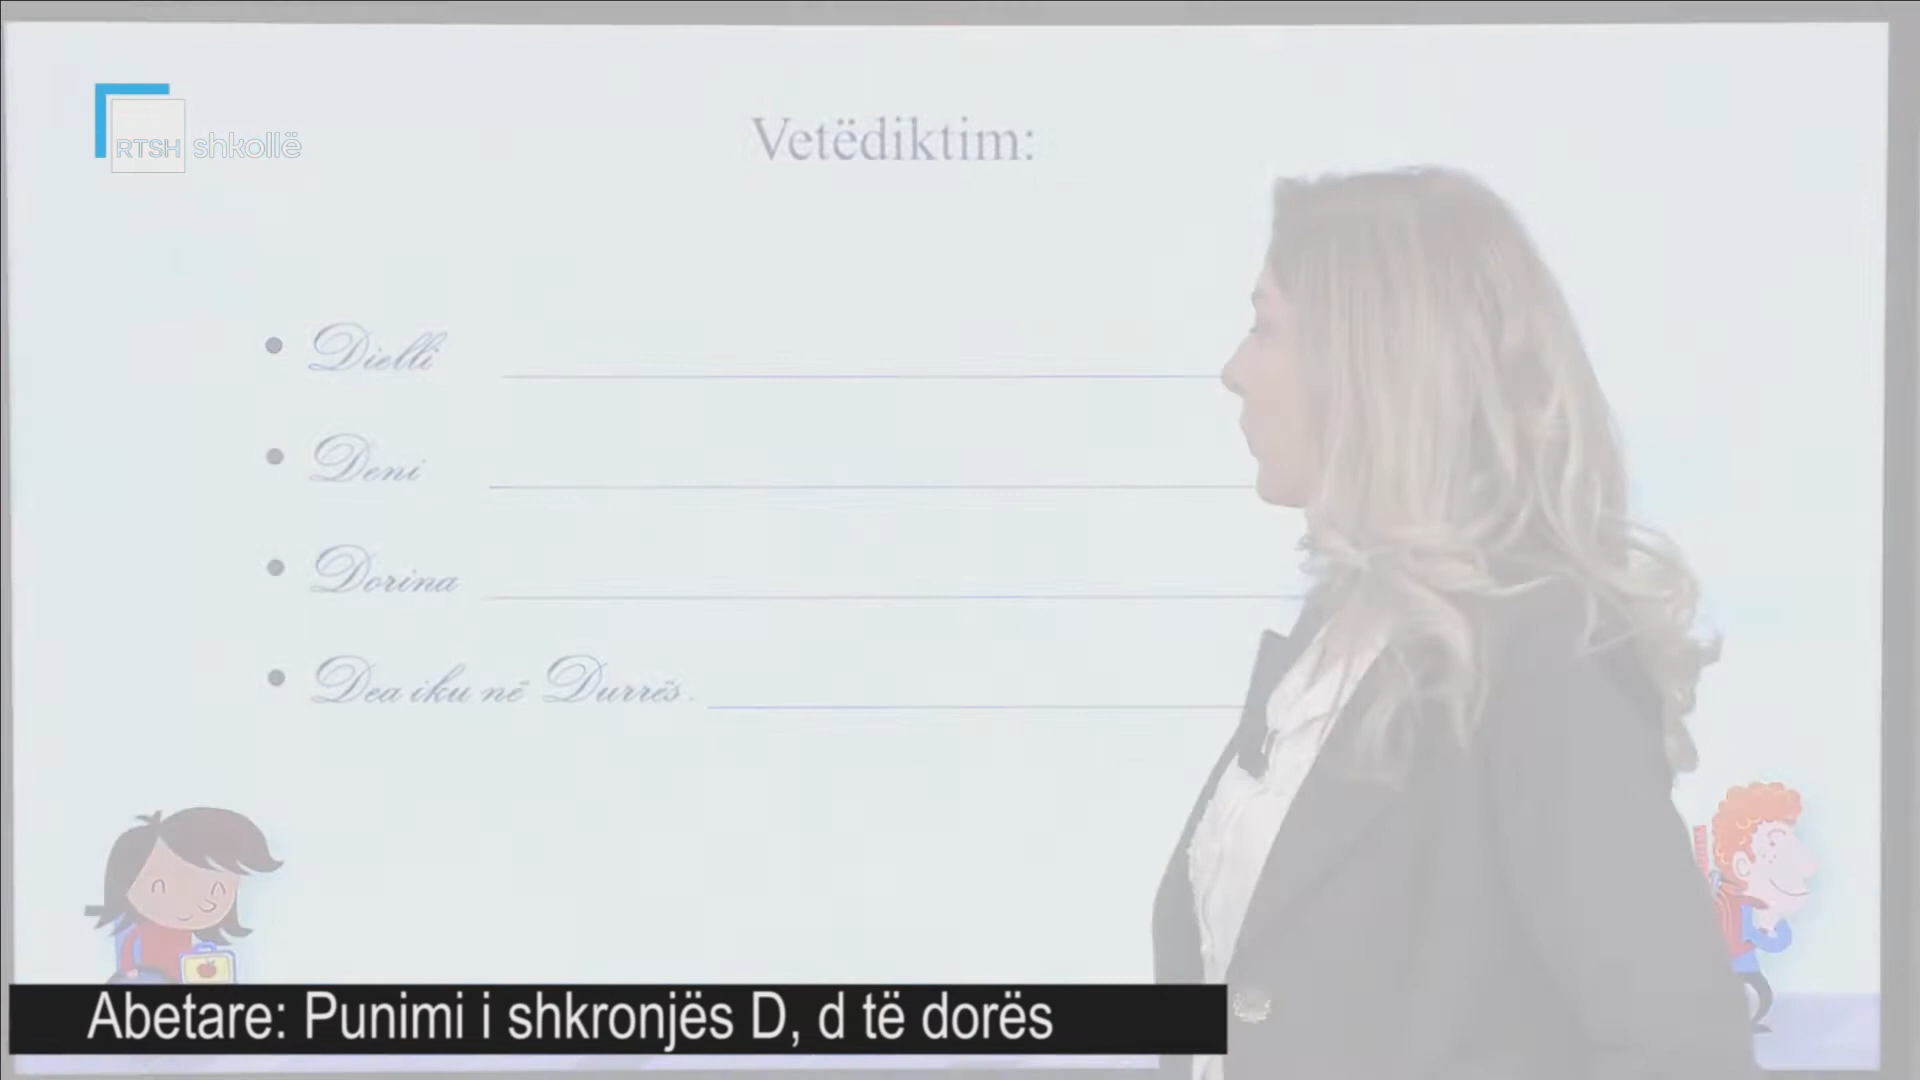 RTSH shkollë
Vetëdiktim:
Dielli
Deni
Dorina
Dea iku në Durrës.
Abetare: Punimi i shkronjës D, d të dorës